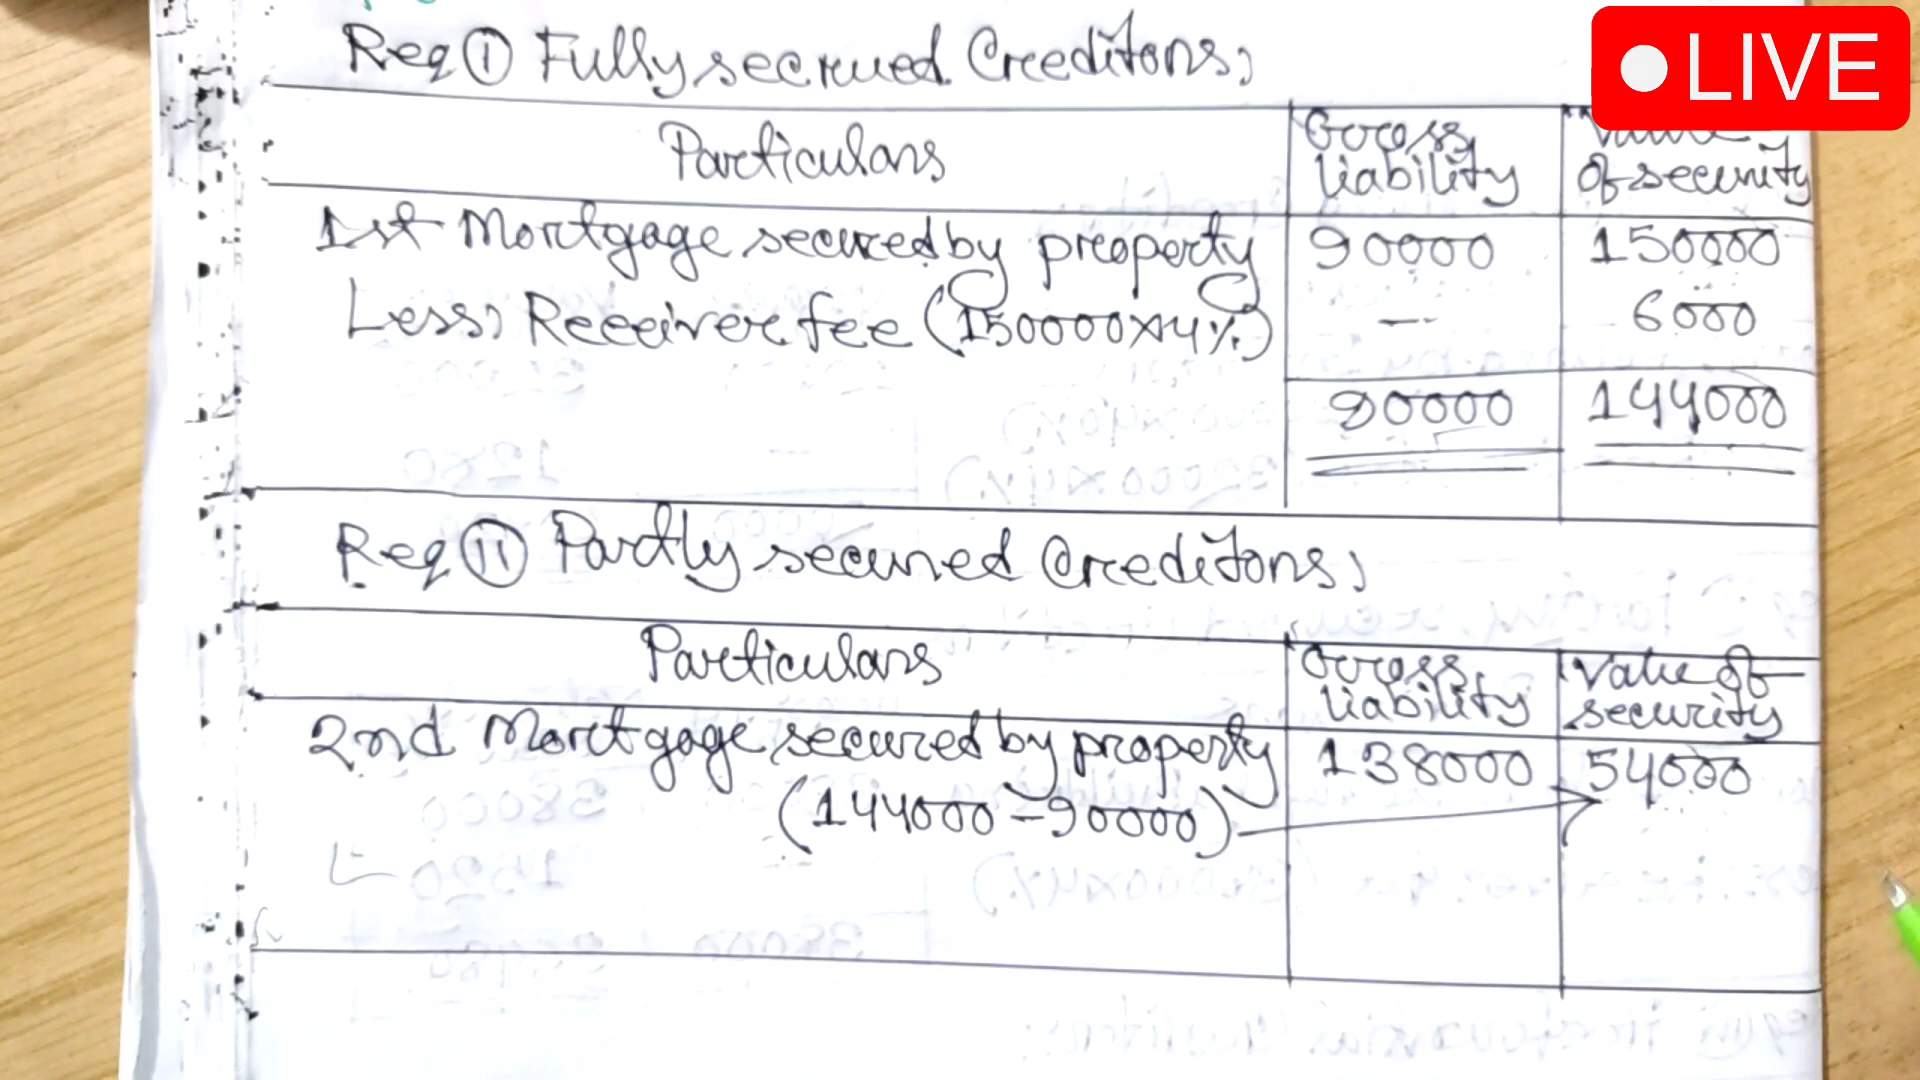 LIVE
Req (i) Fully secured Creditors:
Particulars
Gross liability
Value of security
1st Mortgage secured by property 90000 150000
Less: Receiver fee (150000×4%) — 6000
90000 144000
Req (ii) Partly secured Creditors:
Particulars
Gross liability
Value of security
2nd Mortgage secured by property 138000 54000
(144000-90000)